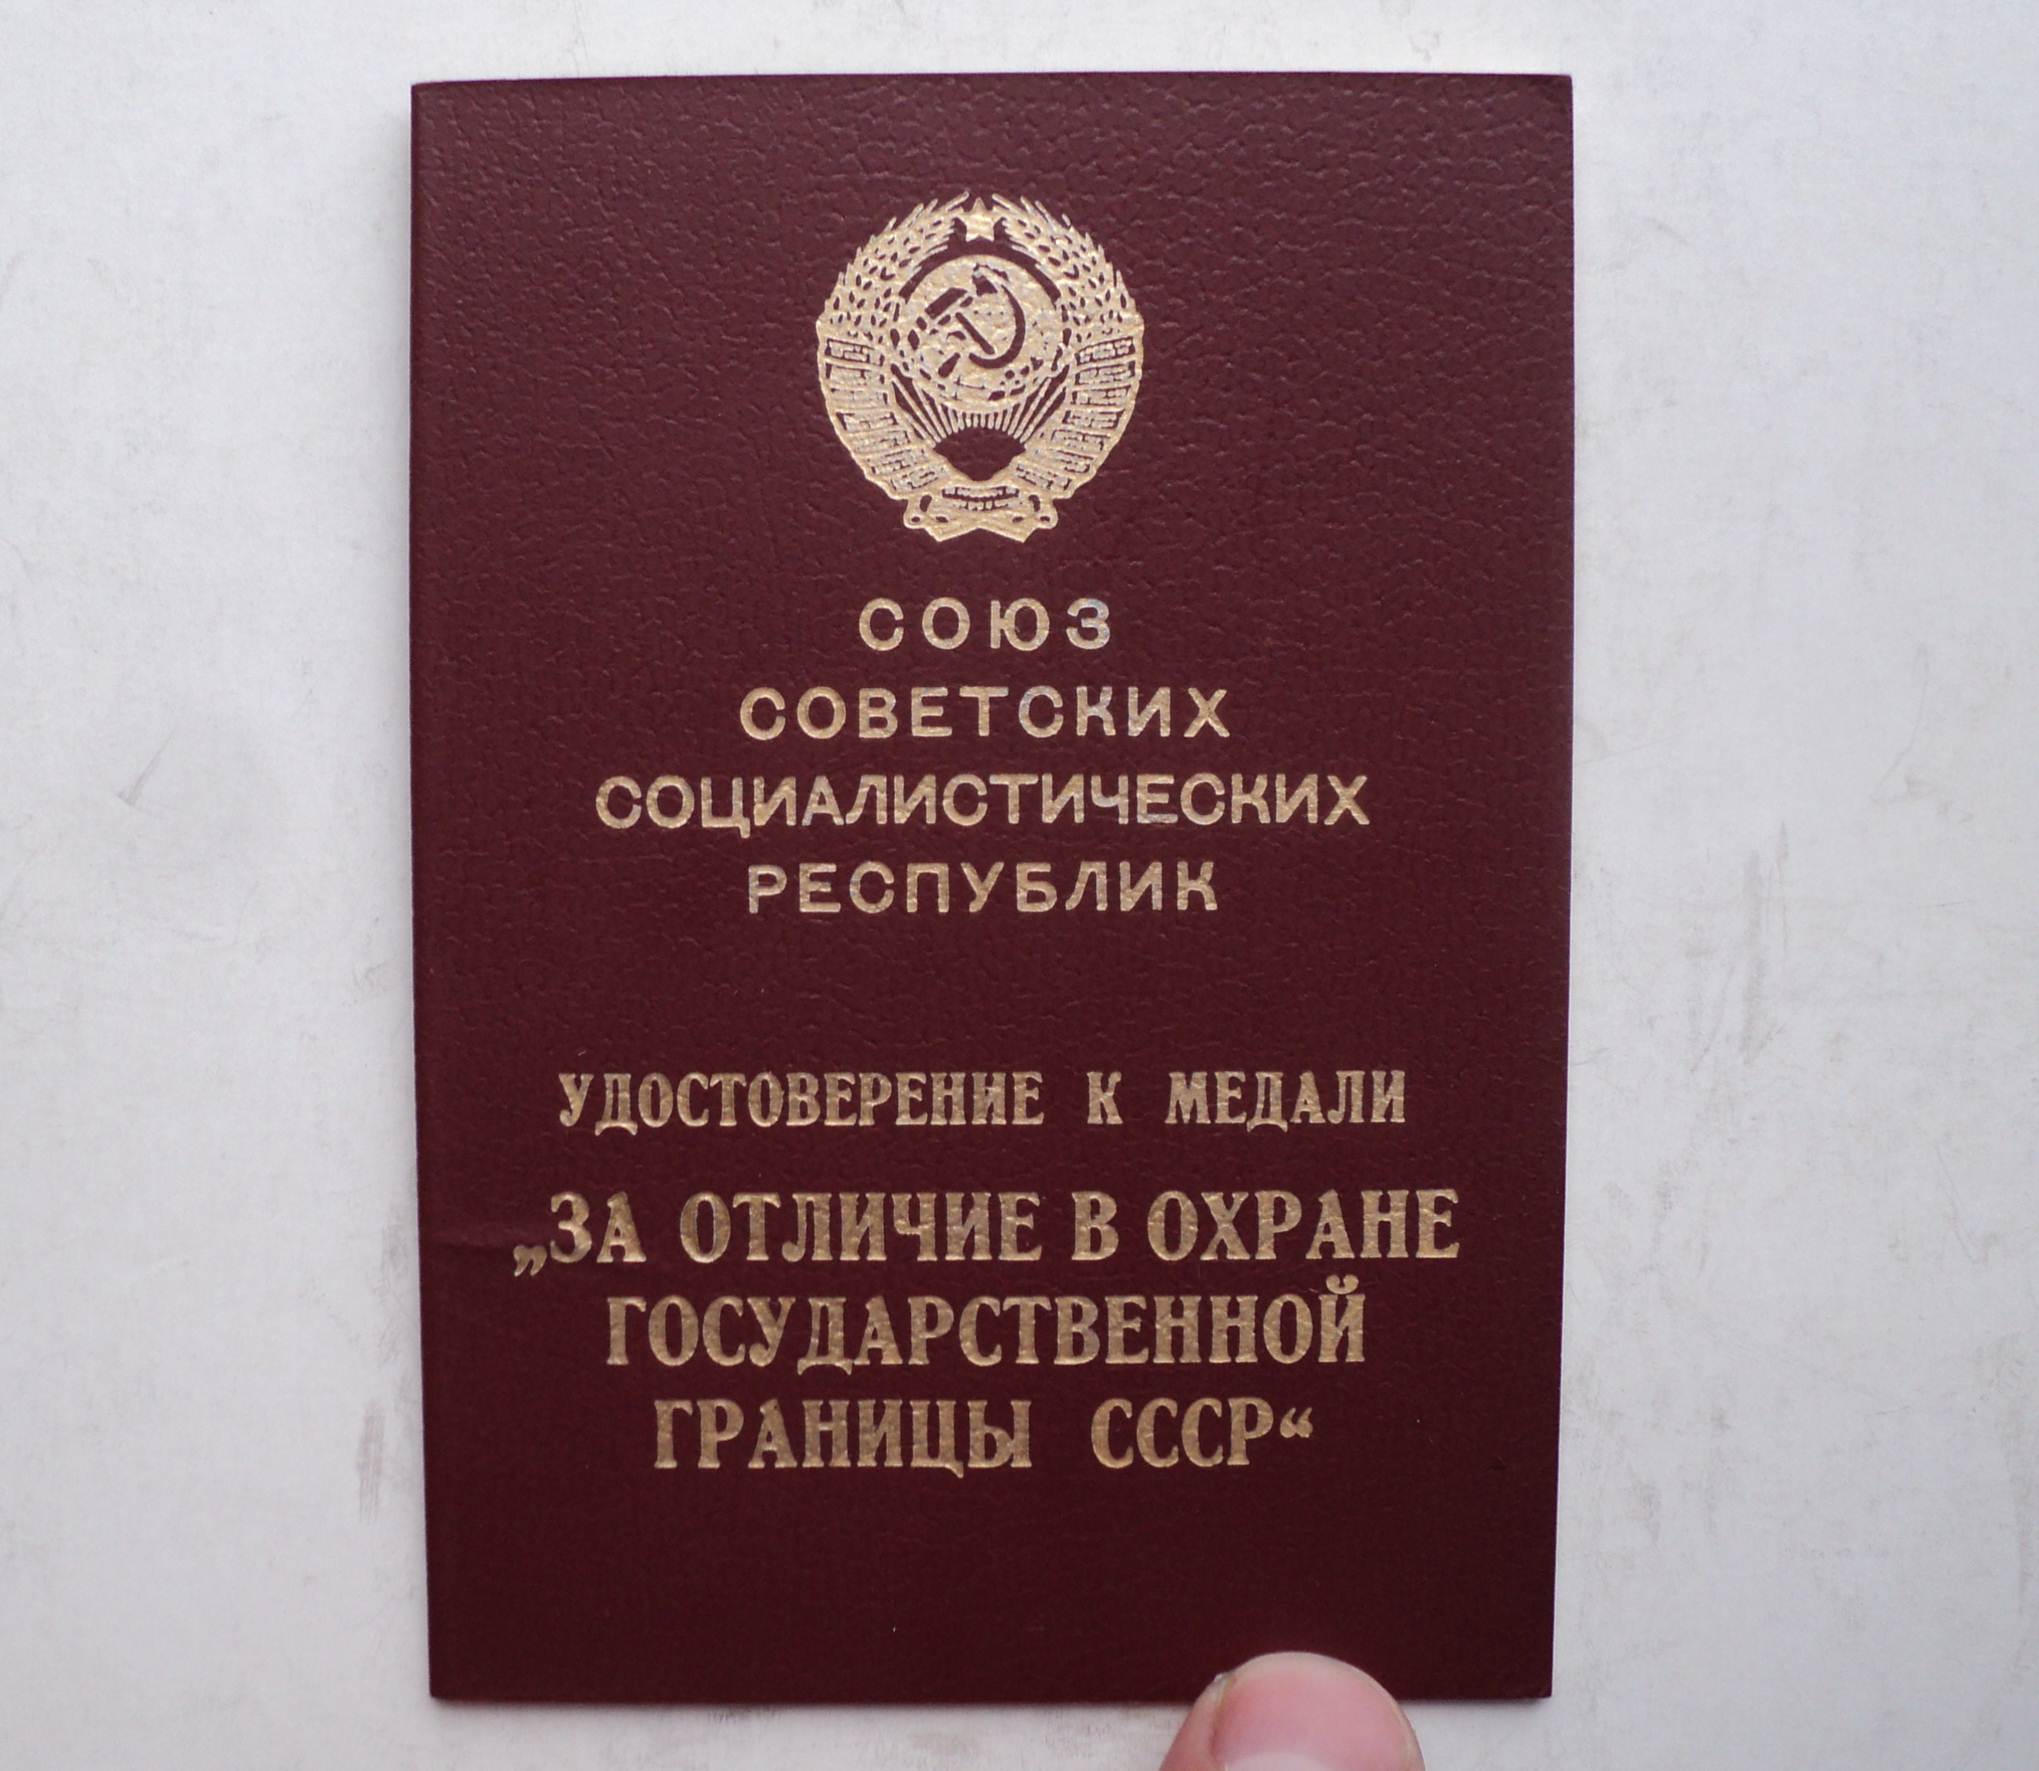 СОЮЗ
СОВЕТСКИХ
СОЦИАЛИСТИЧЕСКИХ
РЕСПУБЛИК
УДОСТОВЕРЕНИЕ К МЕДАЛИ
„ЗА ОТЛИЧИЕ В ОХРАНЕ
ГОСУДАРСТВЕННОЙ
ГРАНИЦЫ СССР“